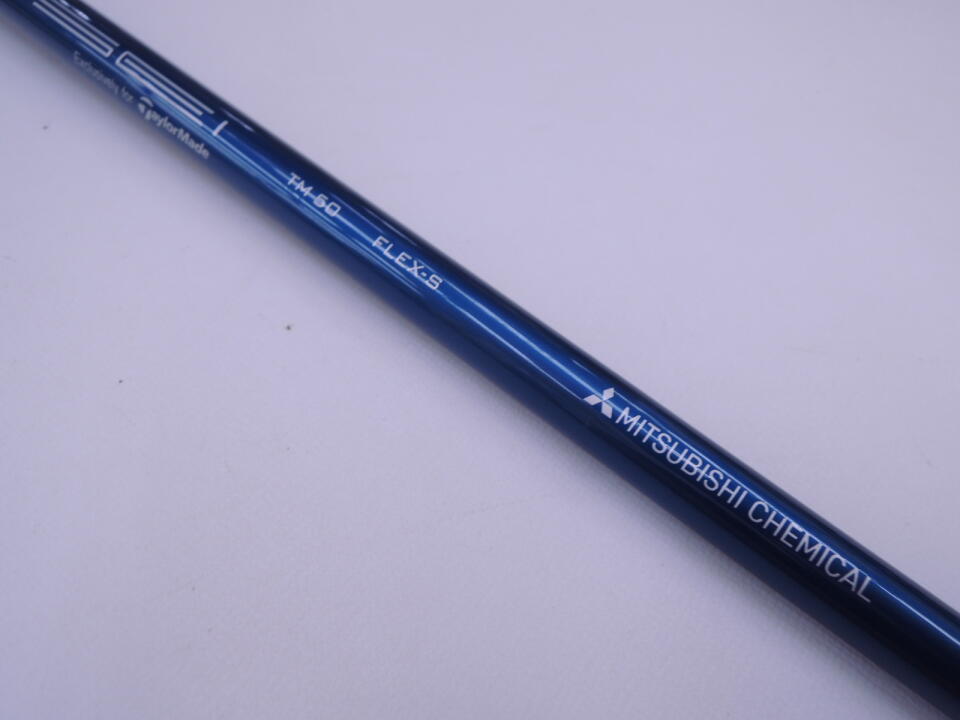 Exclusively for
TaylorMade
TM 50
FLEX-S
MITSUBISHI CHEMICAL